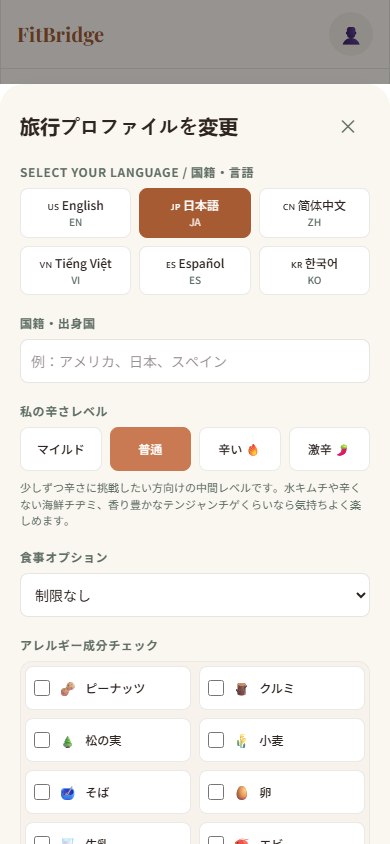 FitBridge
旅行プロファイルを変更
SELECT YOUR LANGUAGE / 国籍・言語
US English
EN
JP 日本語
JA
CN 简体中文
ZH
VN Tiếng Việt
VI
ES Español
ES
KR 한국어
KO
国籍・出身国
例：アメリカ、日本、スペイン
私の辛さレベル
マイルド
普通
辛い 🔥
激辛 🌶️
少しずつ辛さに挑戦したい方向けの中間レベルです。水キムチや辛く
ない海鮮チヂミ、香り豊かなテンジャンチゲくらいなら気持ちよく楽
しめます。
食事オプション
制限なし
アレルギー成分チェック
ピーナッツ
クルミ
松の実
小麦
そば
卵
牛乳
エビ